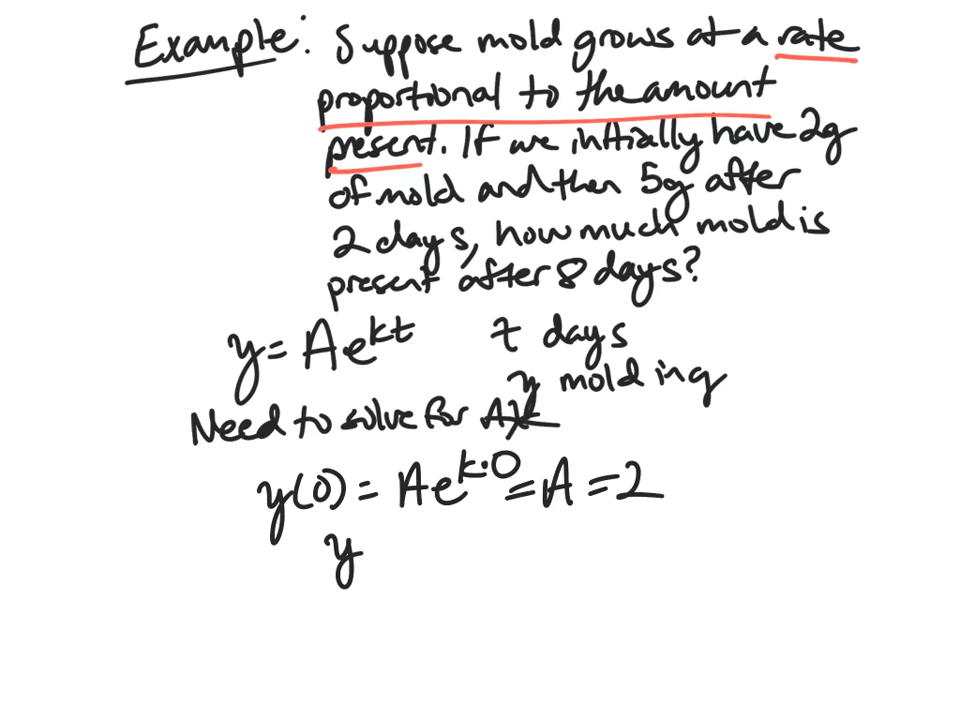 Example: Suppose mold grows at a rate
proportional to the amount
present. If we initially have 2g
of mold and then 5g after
2 days, how much mold is
present after 8 days?
y = Ae^{kt} t days
y mold in g
Need to solve for A, k
y(0) = Ae^{k·0} = A = 2
y